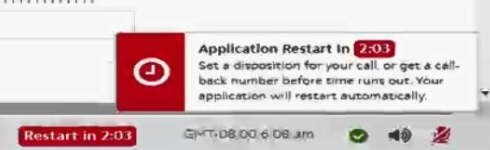 Application Restart In 2:03
Set a disposition for your call, or get a call-
back number before time runs out. Your
application will restart automatically.
Restart in 2:03 GMT-08:00 6:08 am